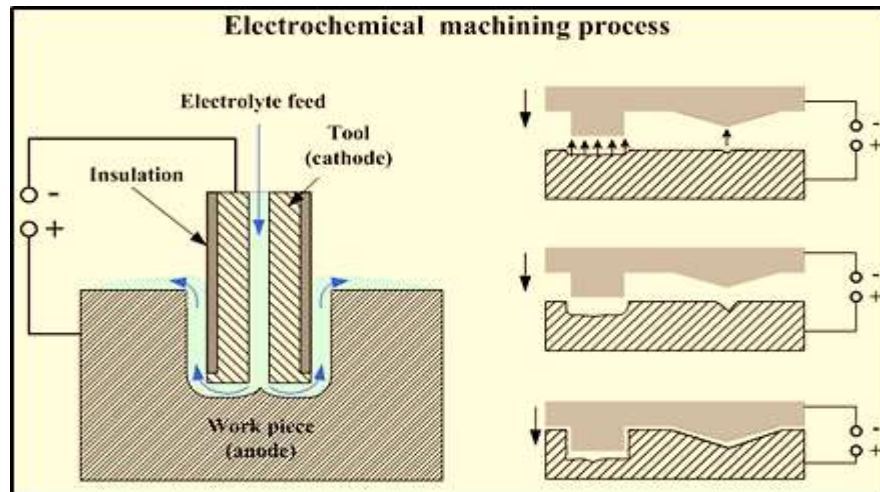 Electrochemical machining process
Electrolyte feed
Tool
(cathode)
Insulation
-
+
Work piece
(anode)
-
+
-
+
-
+